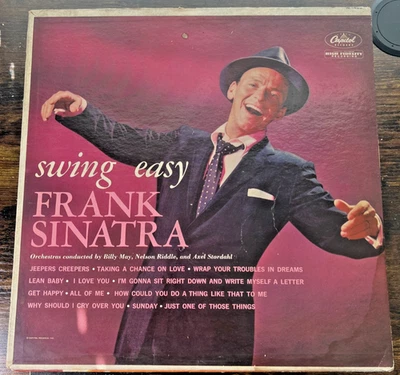 Capitol
RECORDS
swing easy
FRANK
SINATRA
Orchestras conducted by Billy May, Nelson Riddle, and Axel Stordahl
JEEPERS CREEPERS • TAKING A CHANCE ON LOVE • WRAP YOUR TROUBLES IN DREAMS
LEAN BABY • I LOVE YOU • I'M GONNA SIT RIGHT DOWN AND WRITE MYSELF A LETTER
GET HAPPY • ALL OF ME • HOW COULD YOU DO A THING LIKE THAT TO ME
WHY SHOULD I CRY OVER YOU • SUNDAY • JUST ONE OF THOSE THINGS